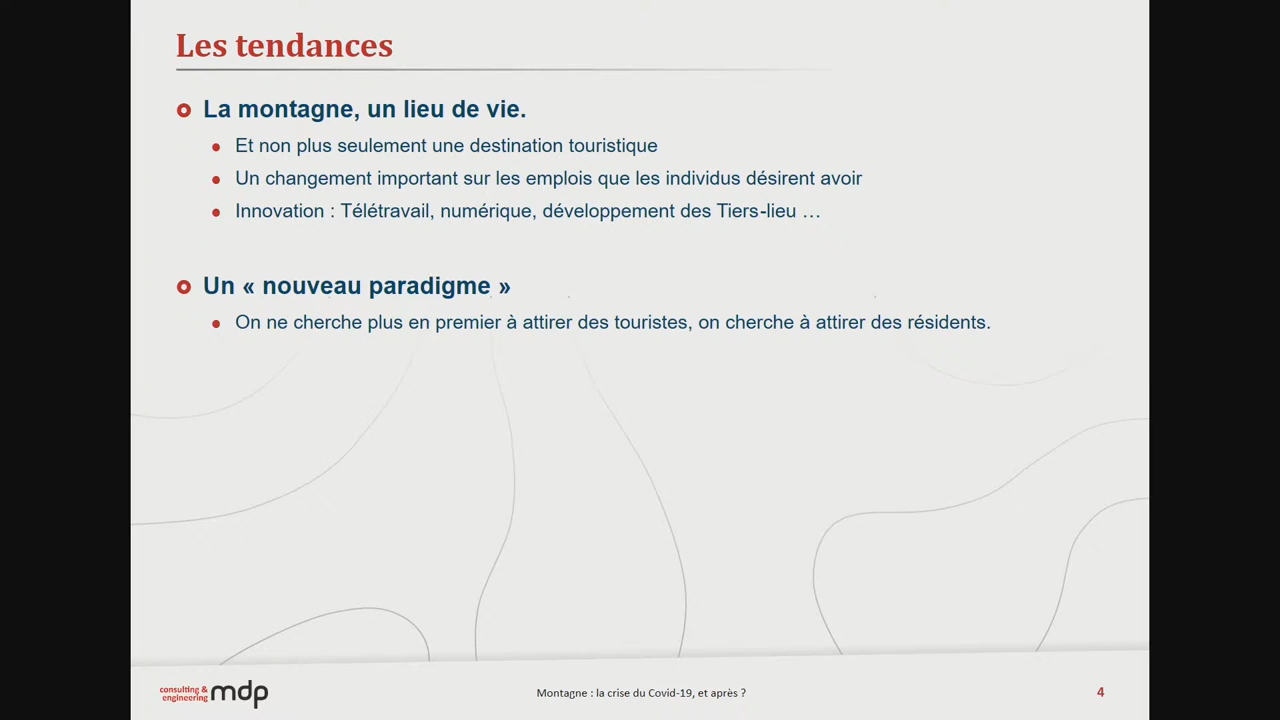 Les tendances
La montagne, un lieu de vie.
Et non plus seulement une destination touristique
Un changement important sur les emplois que les individus désirent avoir
Innovation : Télétravail, numérique, développement des Tiers-lieu …
Un « nouveau paradigme »
On ne cherche plus en premier à attirer des touristes, on cherche à attirer des résidents.
consulting &
engineering mdp
Montagne : la crise du Covid-19, et après ?
4